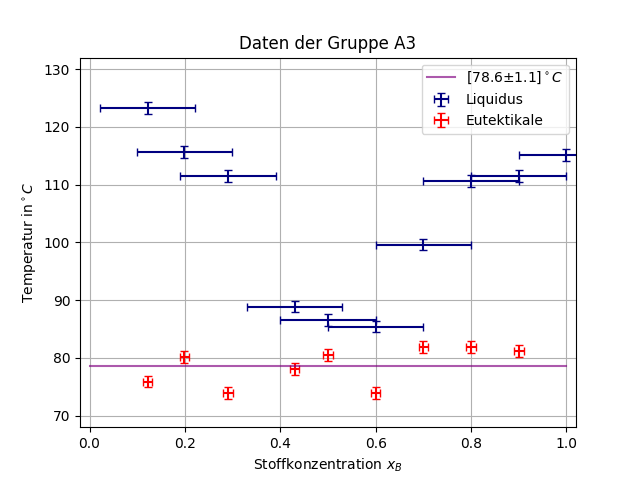 Daten der Gruppe A3
[78.6±1.1]°C
Liquidus
Eutektikale
130
120
110
100
90
80
70
Temperatur in°C
0.0 0.2 0.4 0.6 0.8 1.0
Stoffkonzentration x_B